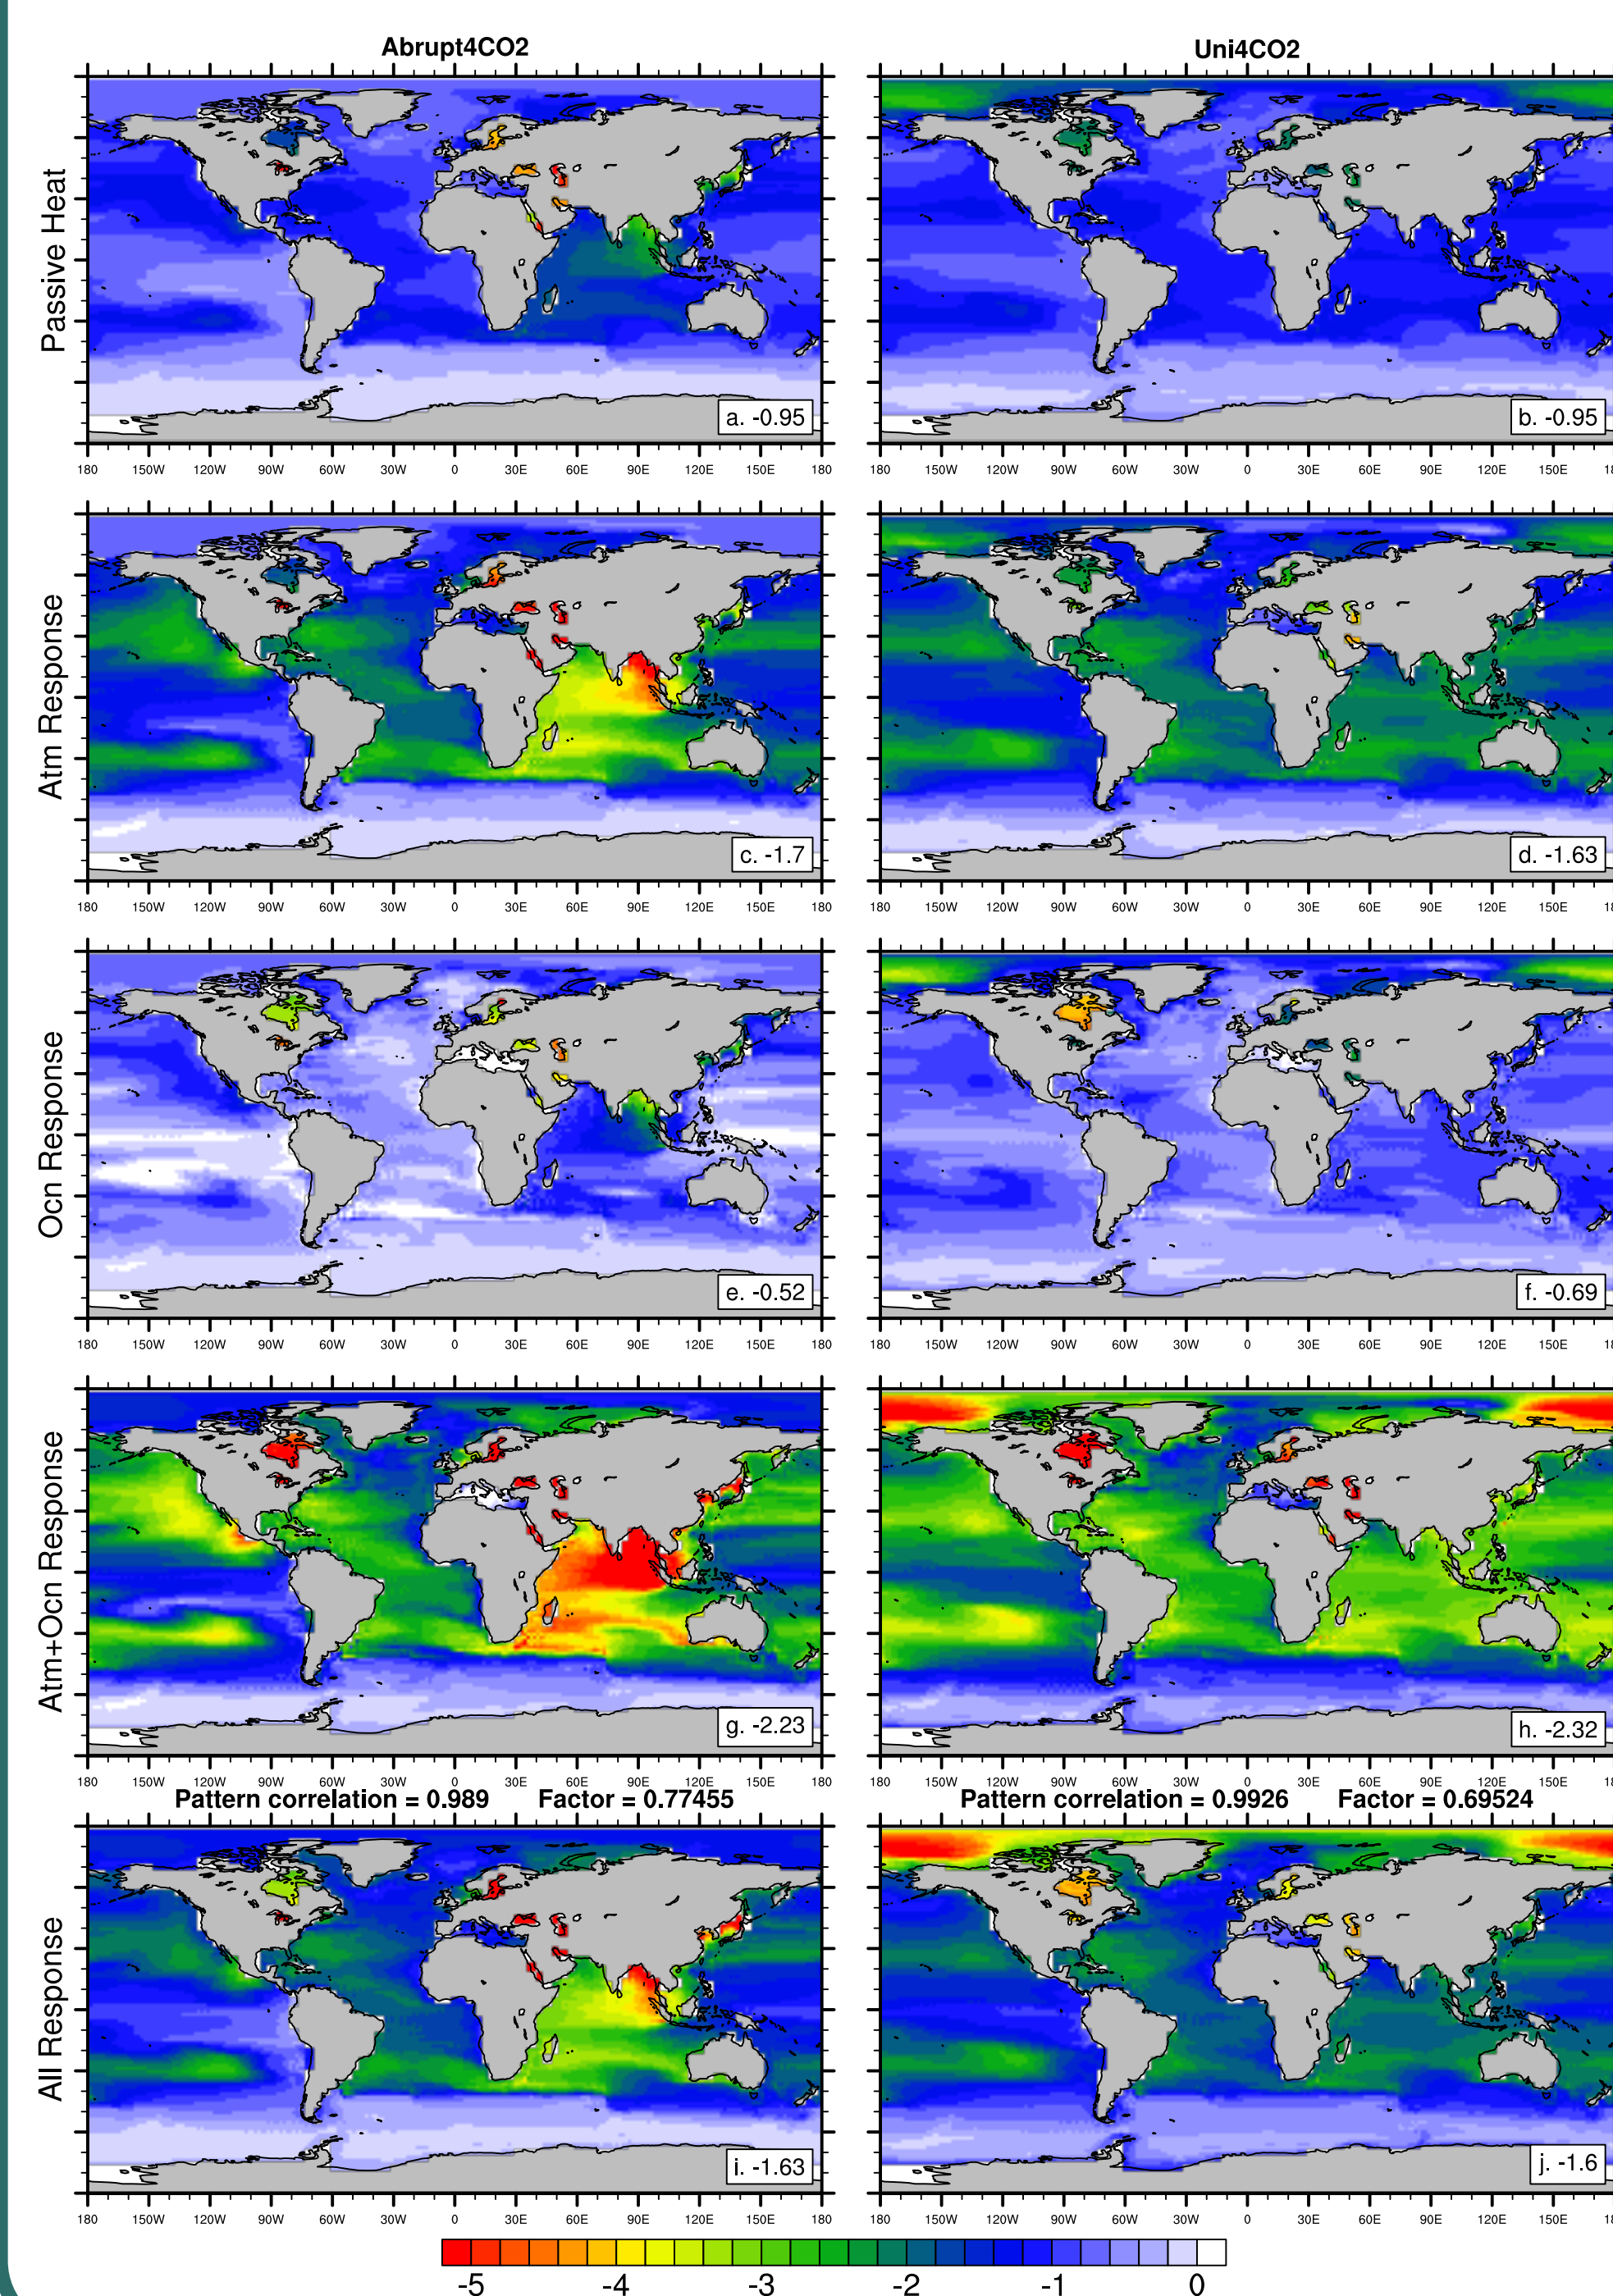 Abrupt4CO2 Uni4CO2
Passive Heat
a. -0.95 b. -0.95
180 150W 120W 90W 60W 30W 0 30E 60E 90E 120E 150E 180 180 150W 120W 90W 60W 30W 0 30E 60E 90E 120E 150E
Atm Response
c. -1.7 d. -1.63
180 150W 120W 90W 60W 30W 0 30E 60E 90E 120E 150E 180 180 150W 120W 90W 60W 30W 0 30E 60E 90E 120E 150E
Ocn Response
e. -0.52 f. -0.69
180 150W 120W 90W 60W 30W 0 30E 60E 90E 120E 150E 180 180 150W 120W 90W 60W 30W 0 30E 60E 90E 120E 150E
Atm+Ocn Response
g. -2.23 h. -2.32
180 150W 120W 90W 60W 30W 0 30E 60E 90E 120E 150E 180 180 150W 120W 90W 60W 30W 0 30E 60E 90E 120E 150E
Pattern correlation = 0.989 Factor = 0.77455 Pattern correlation = 0.9926 Factor = 0.69524
All Response
i. -1.63 j. -1.6
180 150W 120W 90W 60W 30W 0 30E 60E 90E 120E 150E 180 180 150W 120W 90W 60W 30W 0 30E 60E 90E 120E 150E
-5 -4 -3 -2 -1 0